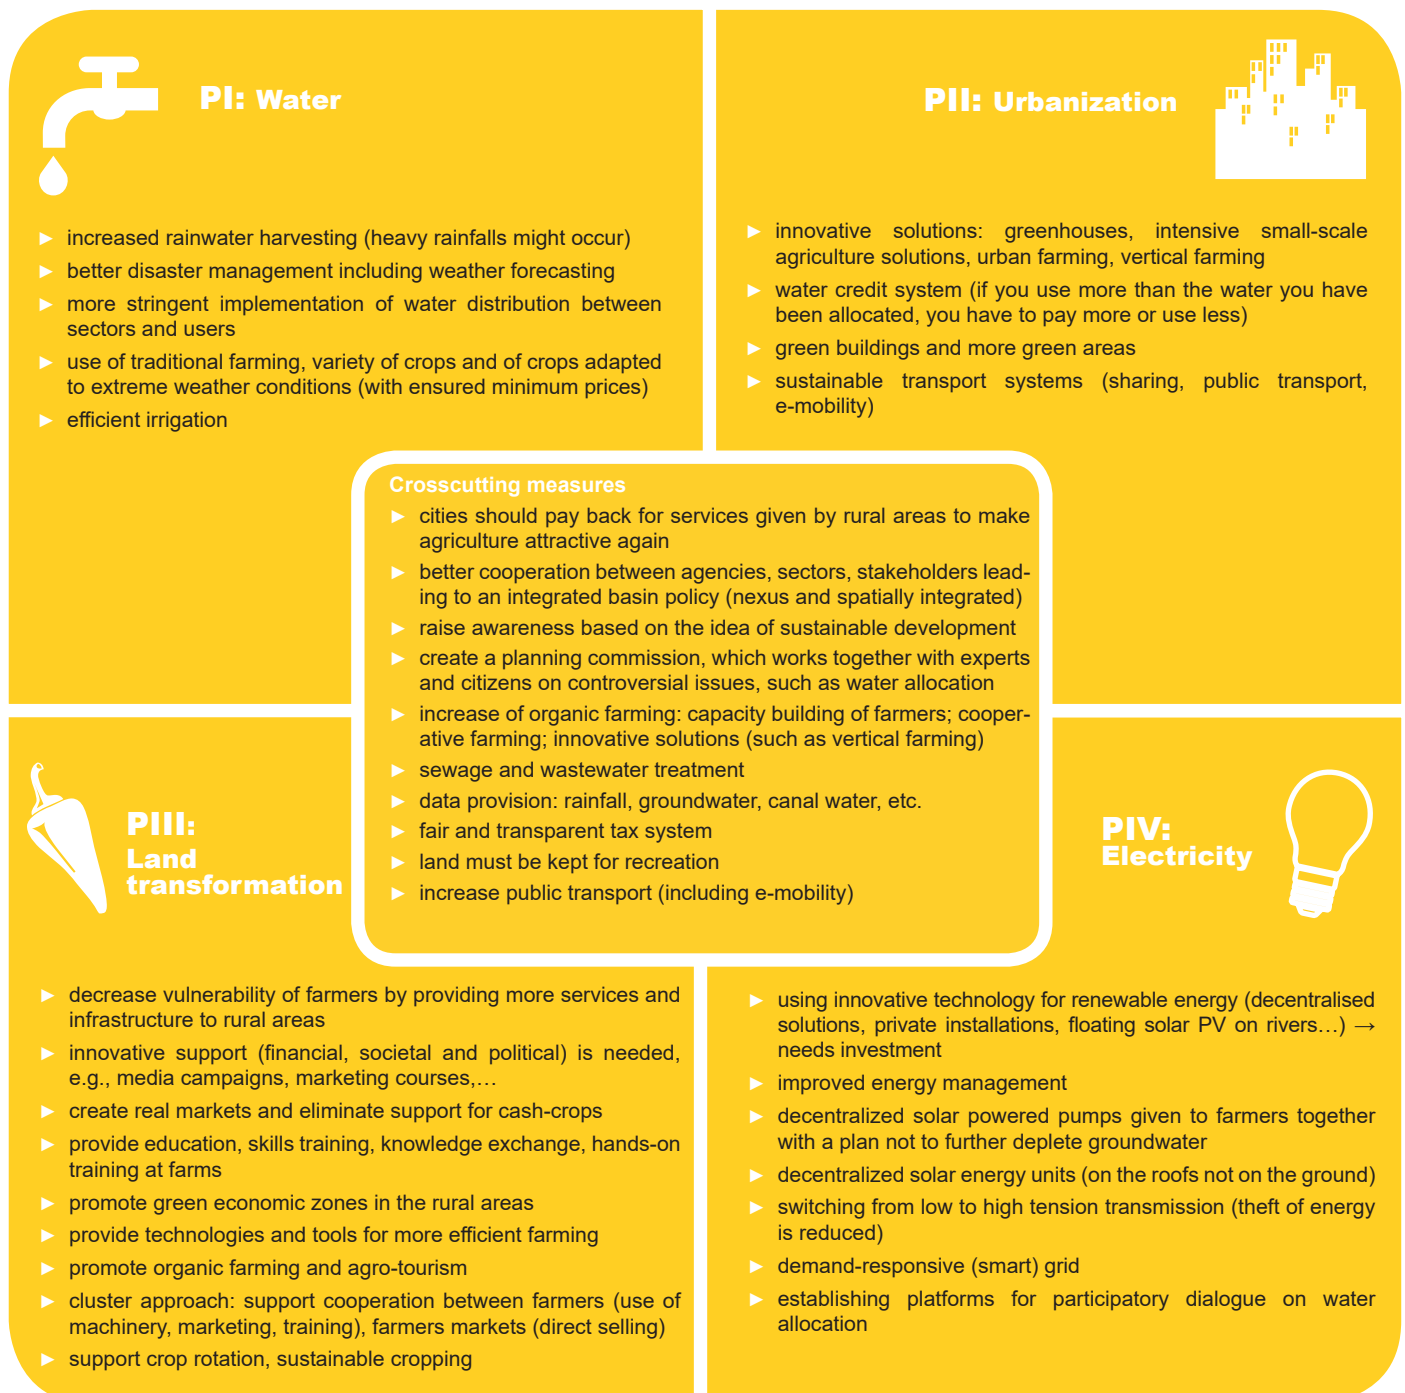 PI: Water
► increased rainwater harvesting (heavy rainfalls might occur)
► better disaster management including weather forecasting
► more stringent implementation of water distribution between
sectors and users
► use of traditional farming, variety of crops and of crops adapted
to extreme weather conditions (with ensured minimum prices)
► efficient irrigation
PII: Urbanization
► innovative solutions: greenhouses, intensive small-scale
agriculture solutions, urban farming, vertical farming
► water credit system (if you use more than the water you have
been allocated, you have to pay more or use less)
► green buildings and more green areas
► sustainable transport systems (sharing, public transport,
e-mobility)
Crosscutting measures
► cities should pay back for services given by rural areas to make
agriculture attractive again
► better cooperation between agencies, sectors, stakeholders lead-
ing to an integrated basin policy (nexus and spatially integrated)
► raise awareness based on the idea of sustainable development
► create a planning commission, which works together with experts
and citizens on controversial issues, such as water allocation
► increase of organic farming: capacity building of farmers; cooper-
ative farming; innovative solutions (such as vertical farming)
► sewage and wastewater treatment
► data provision: rainfall, groundwater, canal water, etc.
► fair and transparent tax system
► land must be kept for recreation
► increase public transport (including e-mobility)
PIII:
Land
transformation
► decrease vulnerability of farmers by providing more services and
infrastructure to rural areas
► innovative support (financial, societal and political) is needed,
e.g., media campaigns, marketing courses,…
► create real markets and eliminate support for cash-crops
► provide education, skills training, knowledge exchange, hands-on
training at farms
► promote green economic zones in the rural areas
► provide technologies and tools for more efficient farming
► promote organic farming and agro-tourism
► cluster approach: support cooperation between farmers (use of
machinery, marketing, training), farmers markets (direct selling)
► support crop rotation, sustainable cropping
PIV:
Electricity
► using innovative technology for renewable energy (decentralised
solutions, private installations, floating solar PV on rivers…) →
needs investment
► improved energy management
► decentralized solar powered pumps given to farmers together
with a plan not to further deplete groundwater
► decentralized solar energy units (on the roofs not on the ground)
► switching from low to high tension transmission (theft of energy
is reduced)
► demand-responsive (smart) grid
► establishing platforms for participatory dialogue on water
allocation